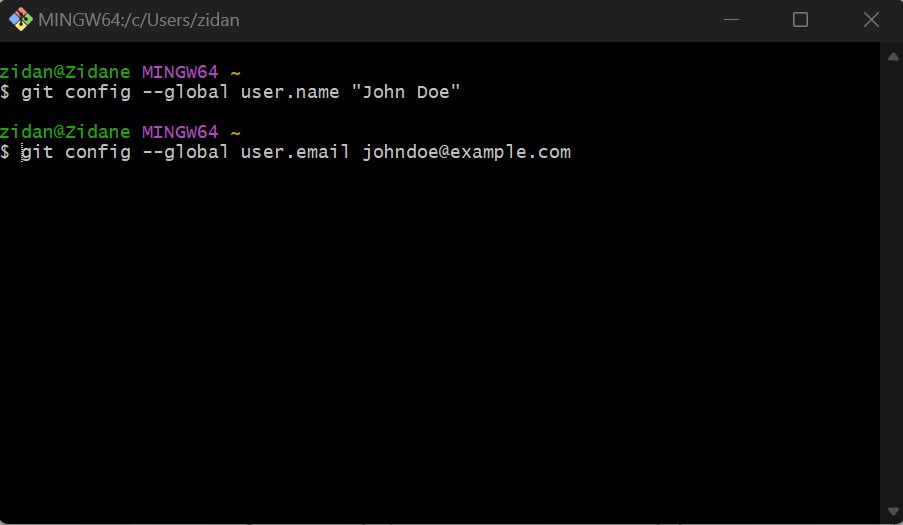 MINGW64:/c/Users/zidan
zidan@Zidane MINGW64 ~
$ git config --global user.name "John Doe"
zidan@Zidane MINGW64 ~
$ git config --global user.email johndoe@example.com